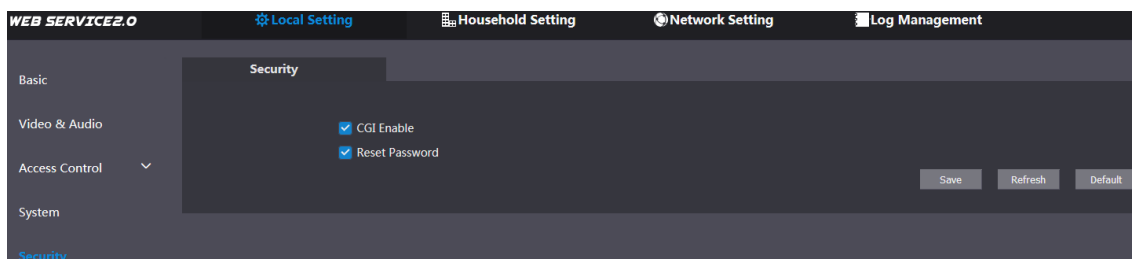 WEB SERVICE2.0 Local Setting Household Setting Network Setting Log Management
Basic
Security
Video & Audio
CGI Enable
Reset Password
Access Control
Save Refresh Default
System
Security